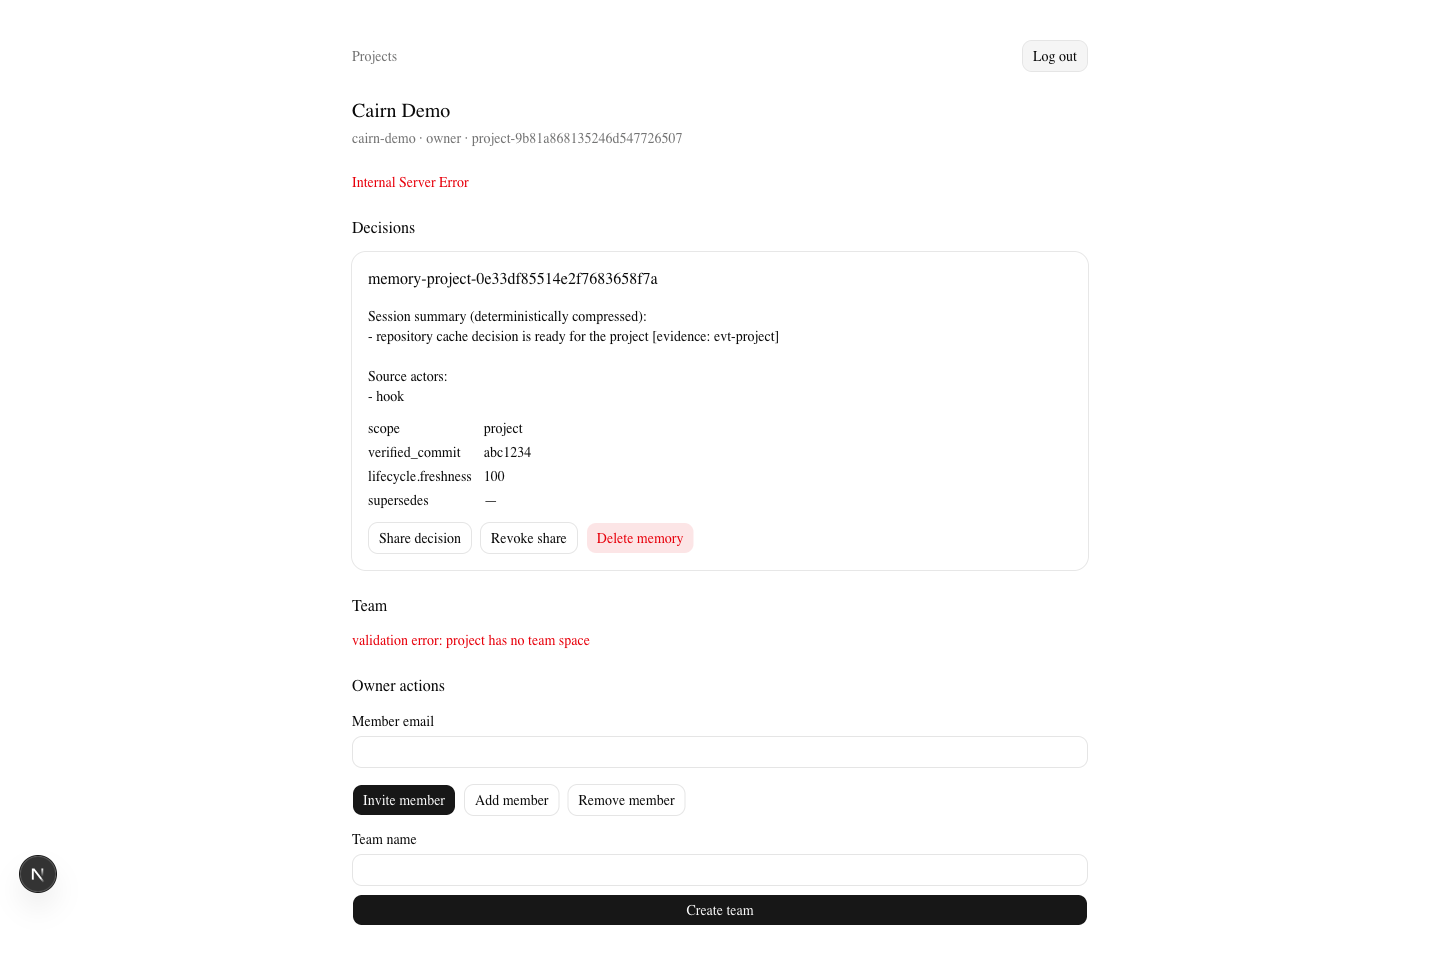 Projects
Log out
Cairn Demo
cairn-demo · owner · project-9b81a868135246d547726507
Internal Server Error
Decisions
memory-project-0e33df85514e2f7683658f7a
Session summary (deterministically compressed):
- repository cache decision is ready for the project [evidence: evt-project]
Source actors:
- hook
scope project
verified_commit abc1234
lifecycle.freshness 100
supersedes —
Share decision Revoke share Delete memory
Team
validation error: project has no team space
Owner actions
Member email
Invite member Add member Remove member
Team name
N
Create team